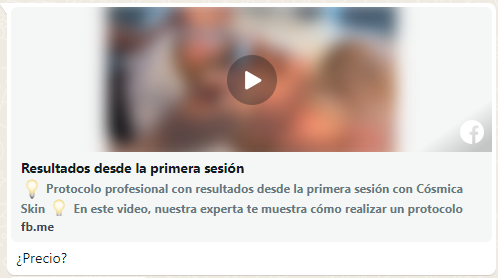 Resultados desde la primera sesión
💡 Protocolo profesional con resultados desde la primera sesión con Cósmica
Skin 💡 En este video, nuestra experta te muestra cómo realizar un protocolo
fb.me
¿Precio?